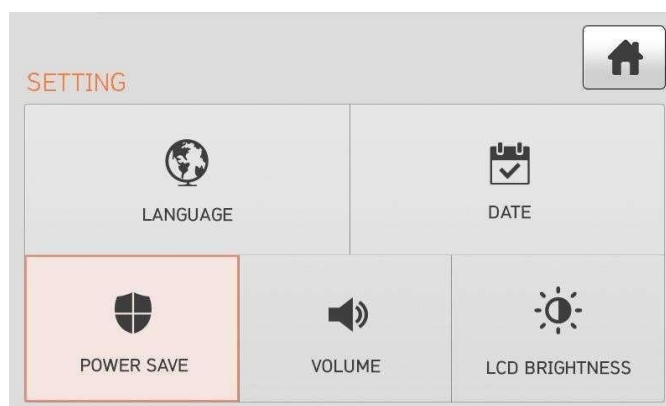 SETTING
LANGUAGE
DATE
POWER SAVE
VOLUME
LCD BRIGHTNESS